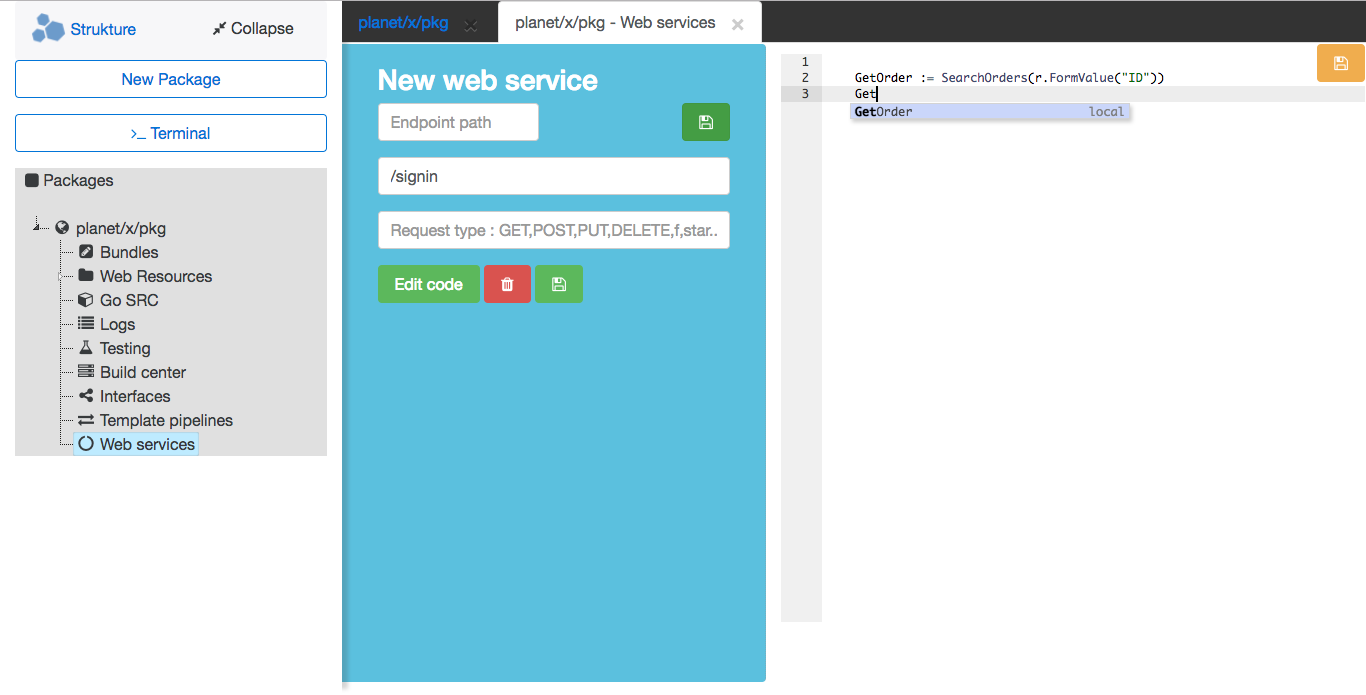 Strukture
Collapse
New Package
>_ Terminal
Packages
planet/x/pkg
Bundles
Web Resources
Go SRC
Logs
Testing
Build center
Interfaces
Template pipelines
Web services
planet/x/pkg ×
planet/x/pkg - Web services ×
New web service
Endpoint path
/signin
Request type : GET,POST,PUT,DELETE,f,star..
Edit code
1
2 GetOrder := SearchOrders(r.FormValue("ID"))
3 Get
GetOrder local